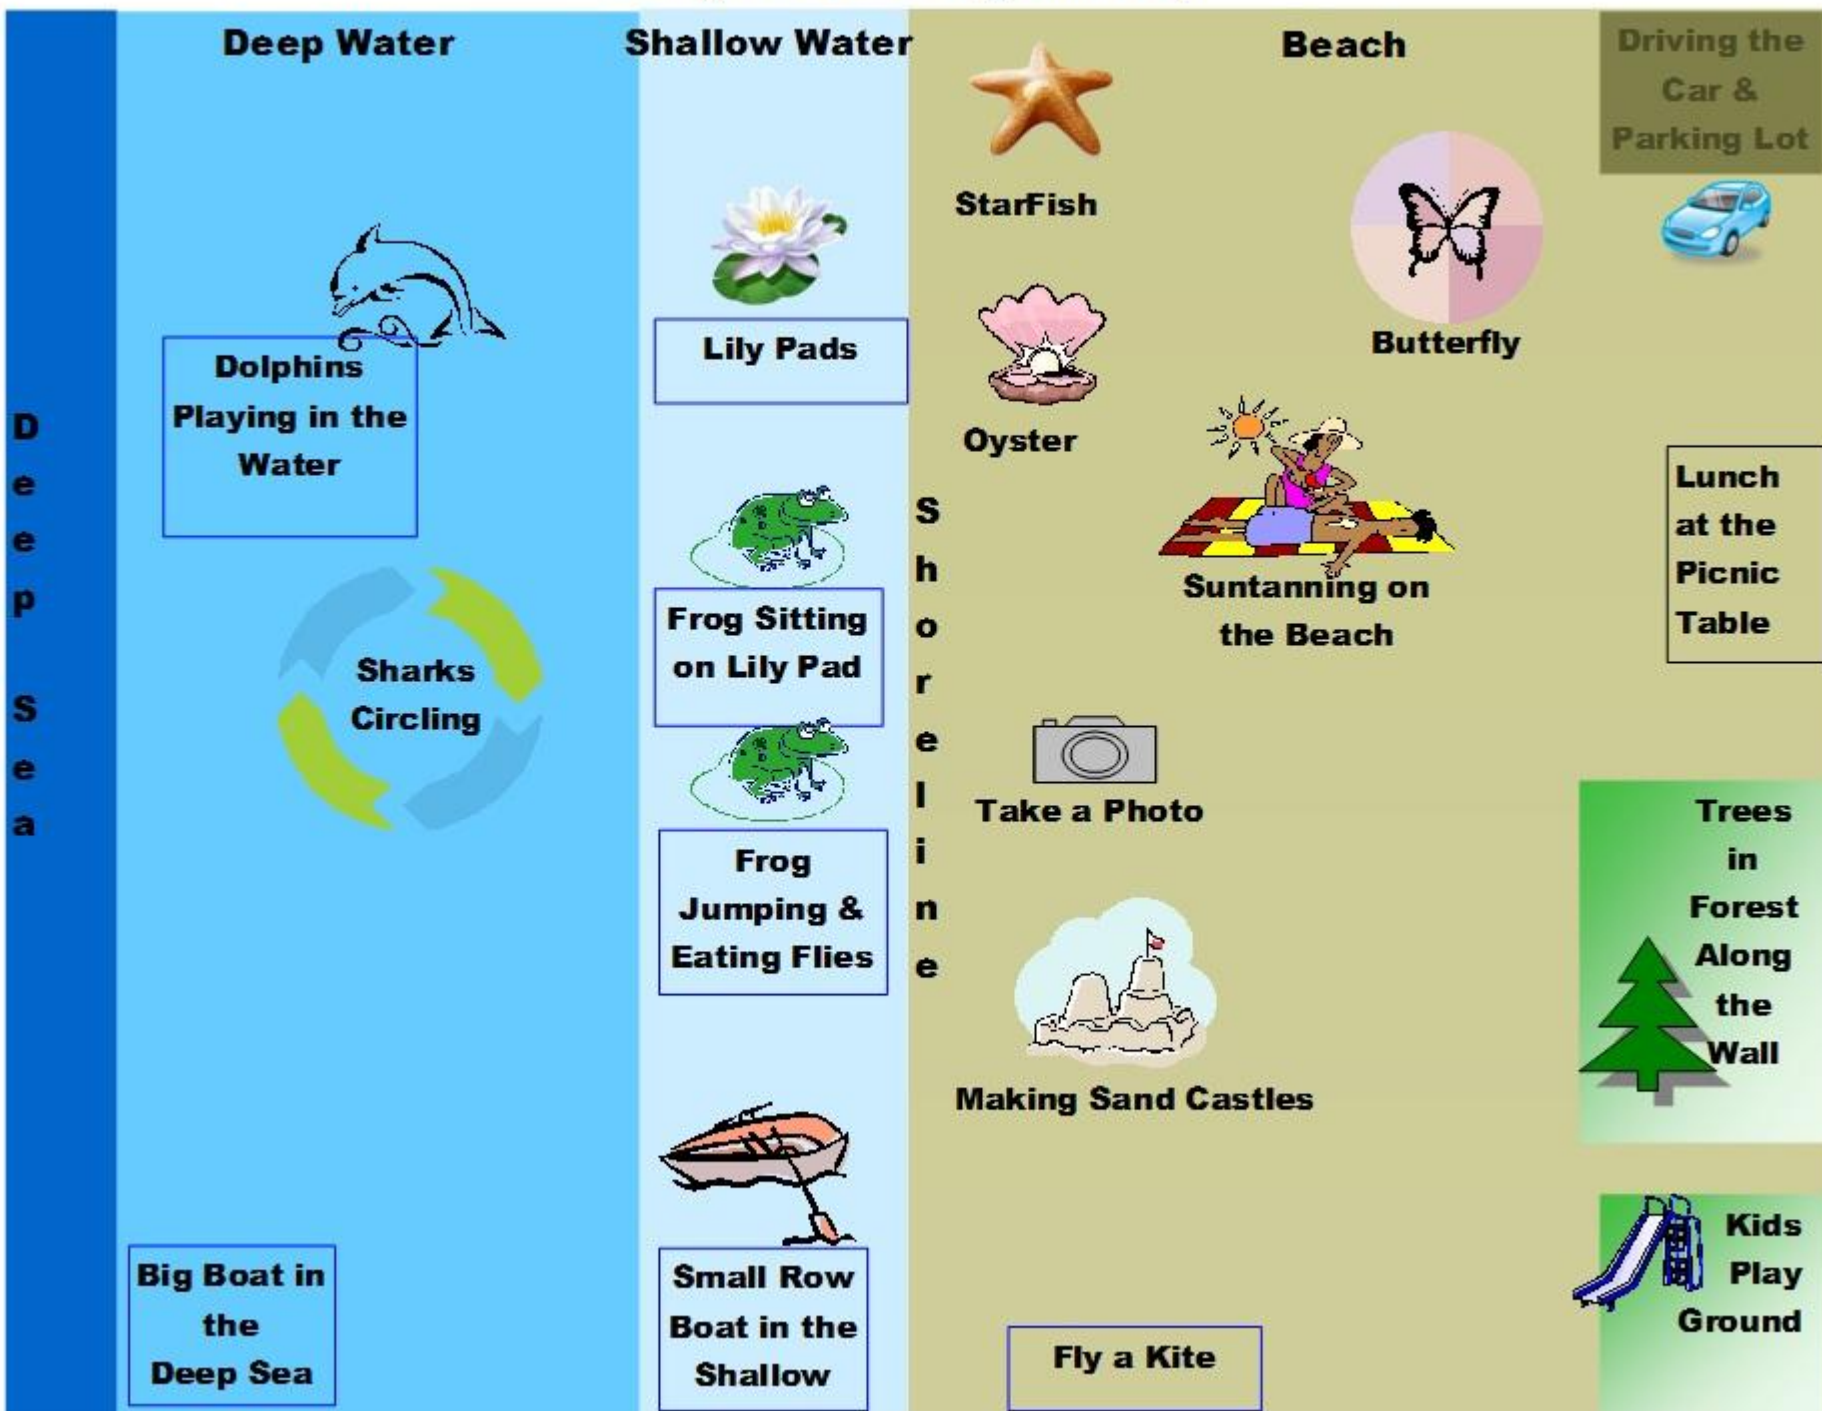 Deep Sea
Deep Water
Dolphins
Playing in the
Water
Sharks
Circling
Big Boat in
the
Deep Sea
Shallow Water
Lily Pads
Frog Sitting
on Lily Pad
Frog
Jumping &
Eating Flies
Small Row
Boat in the
Shallow
Shoreline
Beach
StarFish
Oyster
Butterfly
Suntanning on
the Beach
Take a Photo
Making Sand Castles
Fly a Kite
Driving the
Car &
Parking Lot
Lunch
at the
Picnic
Table
Trees
in
Forest
Along
the
Wall
Kids
Play
Ground